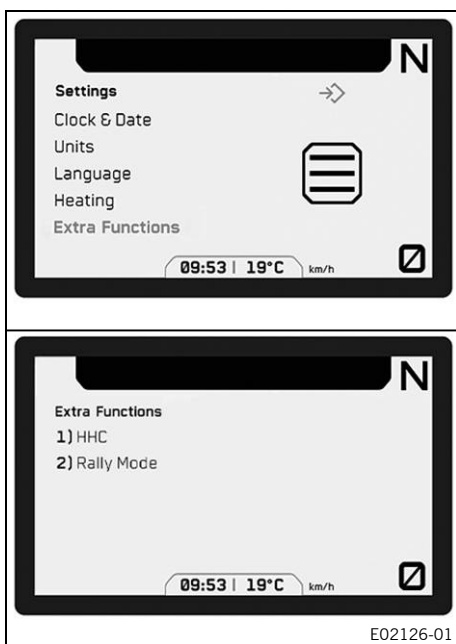 N
Settings
Clock & Date
Units
Language
Heating
Extra Functions
09:53 | 19°C km/h
0
N
Extra Functions
1) HHC
2) Rally Mode
09:53 | 19°C km/h
0
E02126-01